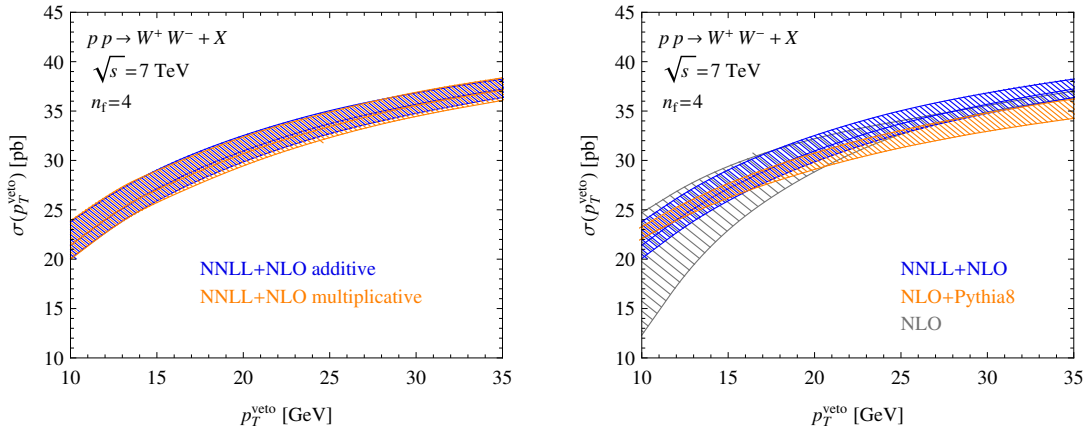 45
40
35
30
25
20
15
10
σ(p_T^veto) [pb]
p p → W⁺ W⁻ + X
√s = 7 TeV
n_f=4
NNLL+NLO additive
NNLL+NLO multiplicative
10 15 20 25 30 35
p_T^veto [GeV]
45
40
35
30
25
20
15
10
σ(p_T^veto) [pb]
p p → W⁺ W⁻ + X
√s = 7 TeV
n_f=4
NNLL+NLO
NLO+Pythia8
NLO
10 15 20 25 30 35
p_T^veto [GeV]